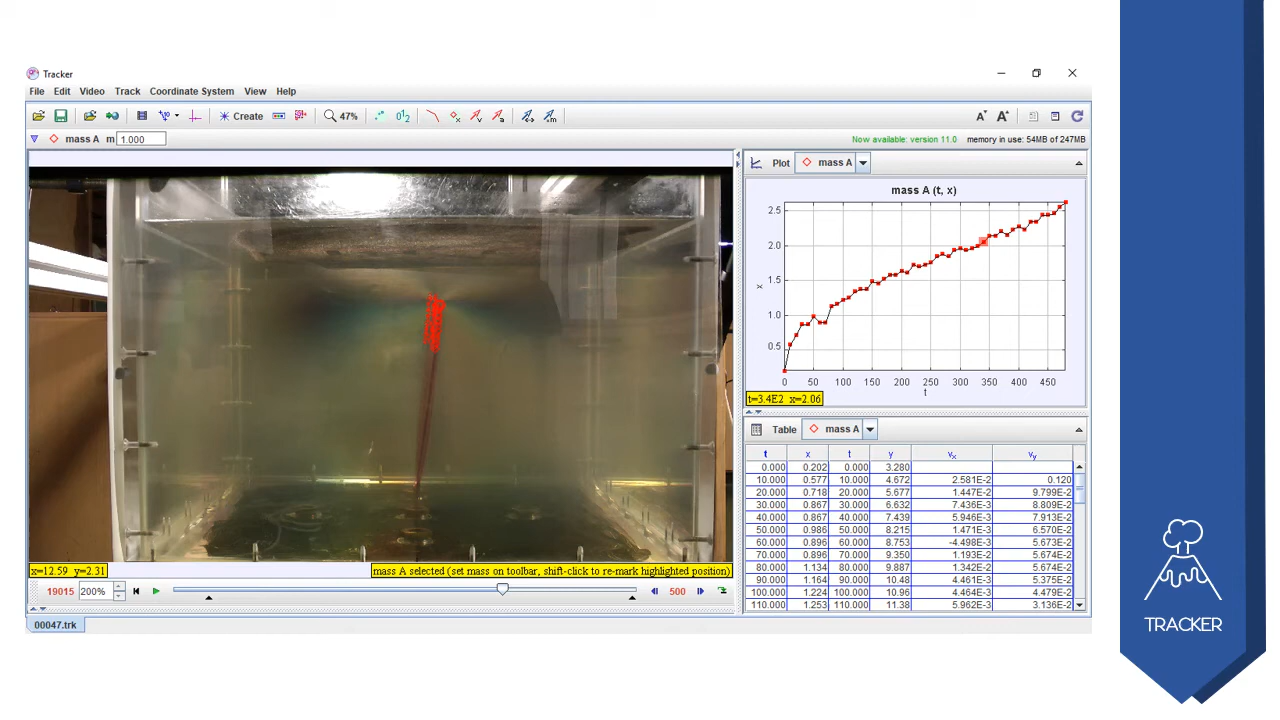 Tracker
File Edit Video Track Coordinate System View Help
Create 47%
mass A m 1.000 Now available: version 11.0 memory in use: 54MB of 247MB
Plot mass A
mass A (t, x)
2.5
2.0
1.5
1.0
0.5
x
0 50 100 150 200 250 300 350 400 450
t
t=3.4E2 x=2.06
Table mass A
t x t y vx vy
0.000 0.202 0.000 3.280
10.000 0.577 10.000 4.672 2.581E-2 0.120
20.000 0.718 20.000 5.677 1.447E-2 9.799E-2
30.000 0.867 30.000 6.632 7.436E-3 8.809E-2
40.000 0.867 40.000 7.439 5.946E-3 7.913E-2
50.000 0.986 50.000 8.215 1.471E-3 6.570E-2
60.000 0.896 60.000 8.753 -4.498E-3 5.673E-2
70.000 0.896 70.000 9.350 1.193E-2 5.674E-2
80.000 1.134 80.000 9.887 1.342E-2 5.674E-2
90.000 1.164 90.000 10.48 4.461E-3 5.375E-2
100.000 1.224 100.000 10.96 4.464E-3 4.479E-2
110.000 1.253 110.000 11.38 5.962E-3 3.136E-2
x=12.59 y=2.31
mass A selected (set mass on toolbar, shift-click to re-mark highlighted position)
19015 200% 500
00047.trk
TRACKER